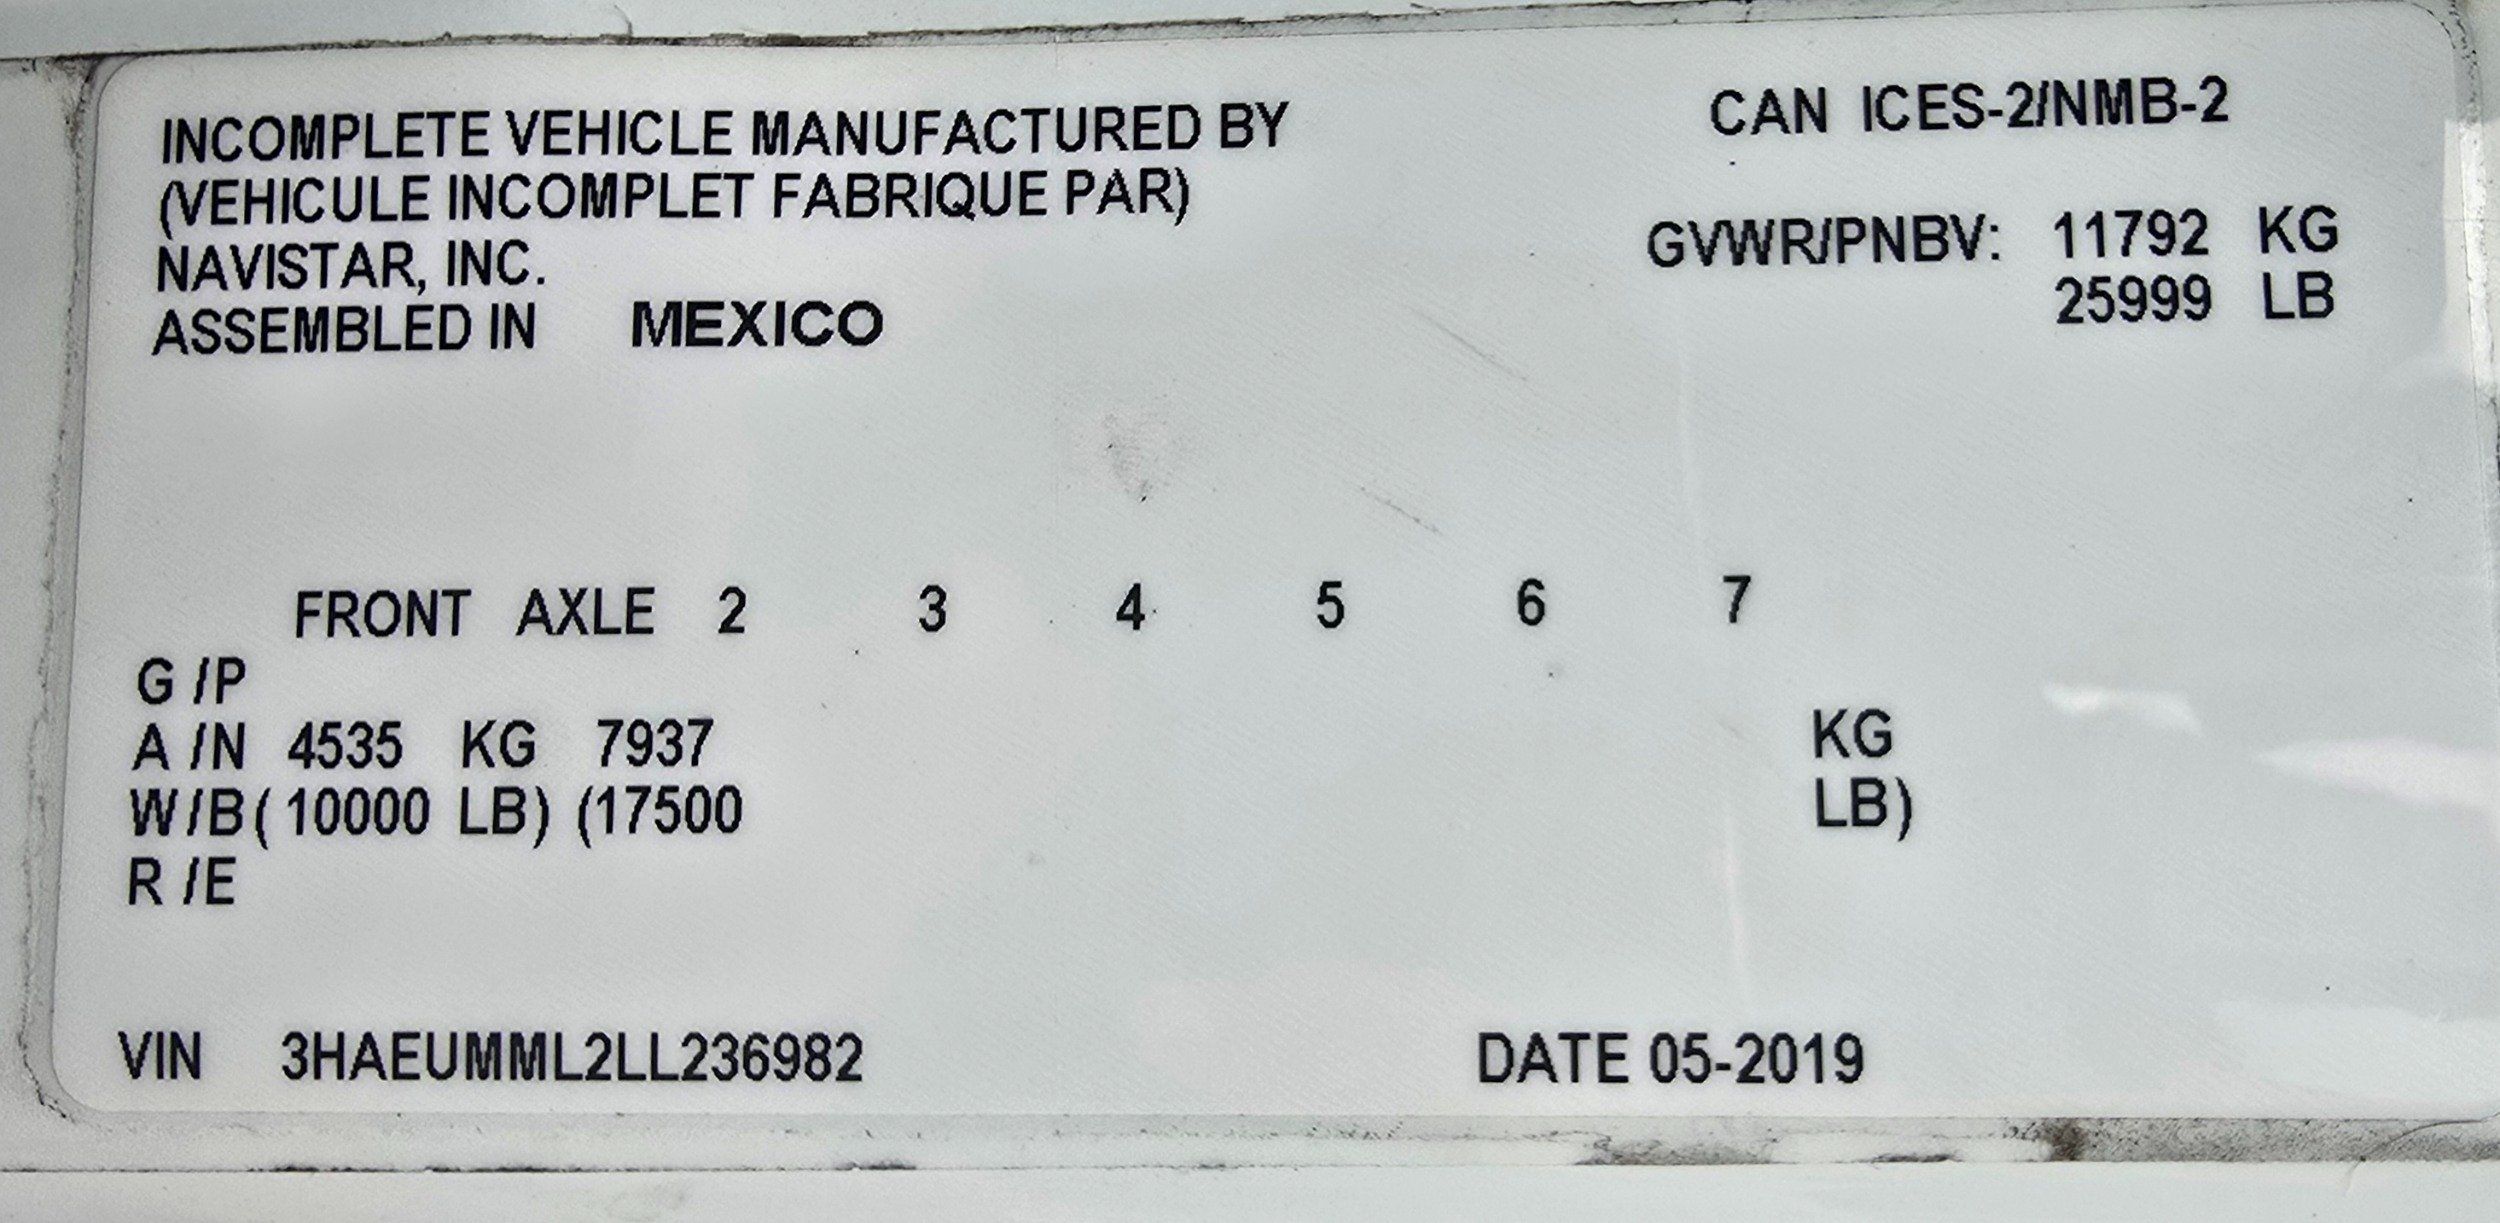 INCOMPLETE VEHICLE MANUFACTURED BY
(VEHICULE INCOMPLET FABRIQUE PAR)
NAVISTAR, INC.
ASSEMBLED IN MEXICO
CAN ICES-2/NMB-2
GVWR/PNBV: 11792 KG
25999 LB
FRONT AXLE 2 3 4 5 6 7
G /P
A /N 4535 KG 7937 KG
W/B ( 10000 LB) (17500 LB)
R /E
VIN 3HAEUMML2LL236982 DATE 05-2019